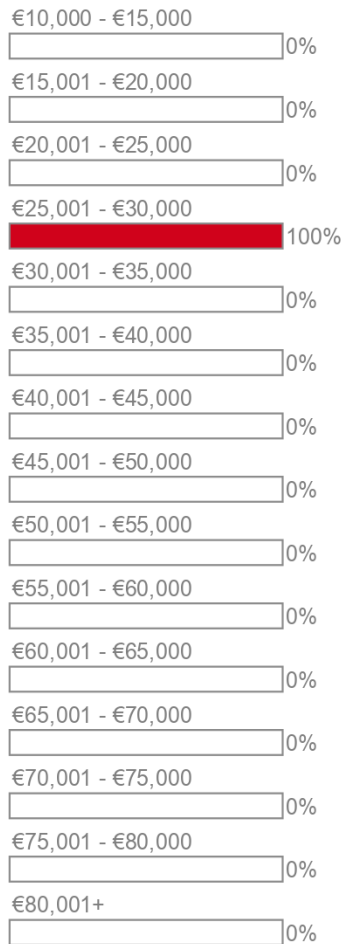 €10,000 - €15,000
0%
€15,001 - €20,000
0%
€20,001 - €25,000
0%
€25,001 - €30,000
100%
€30,001 - €35,000
0%
€35,001 - €40,000
0%
€40,001 - €45,000
0%
€45,001 - €50,000
0%
€50,001 - €55,000
0%
€55,001 - €60,000
0%
€60,001 - €65,000
0%
€65,001 - €70,000
0%
€70,001 - €75,000
0%
€75,001 - €80,000
0%
€80,001+
0%